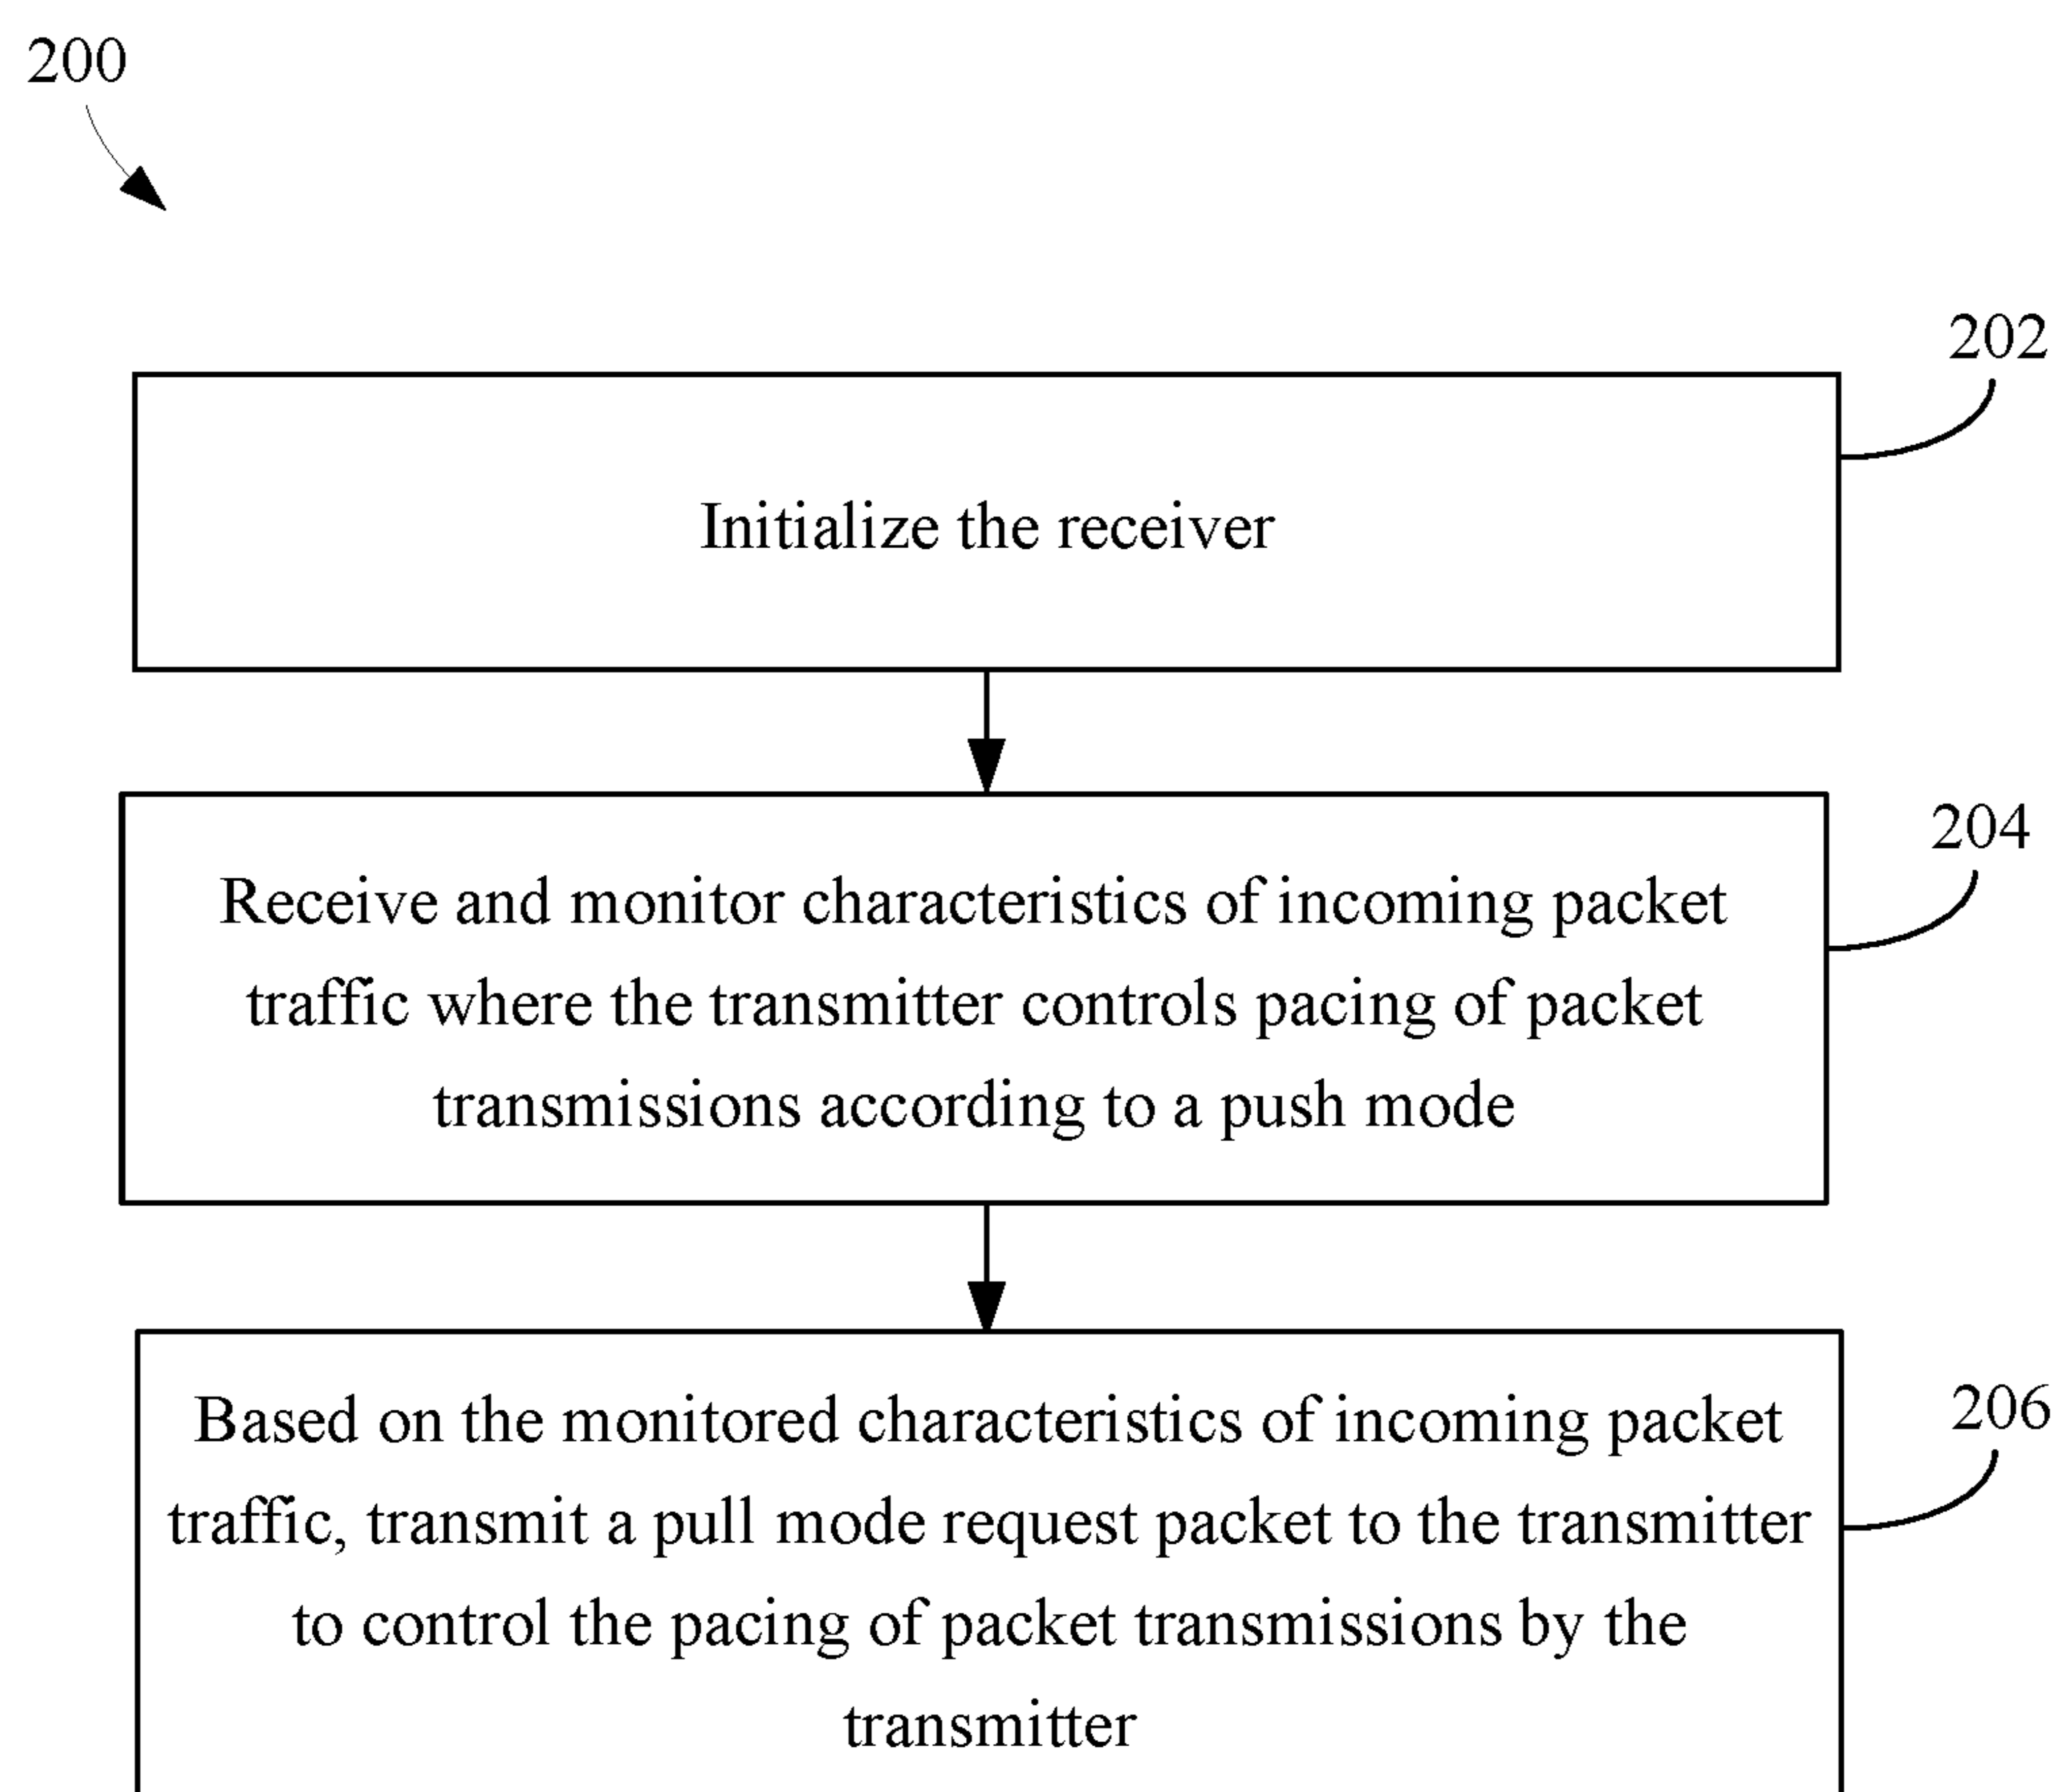 200
202
Initialize the receiver
204
Receive and monitor characteristics of incoming packet
traffic where the transmitter controls pacing of packet
transmissions according to a push mode
206
Based on the monitored characteristics of incoming packet
traffic, transmit a pull mode request packet to the transmitter
to control the pacing of packet transmissions by the
transmitter